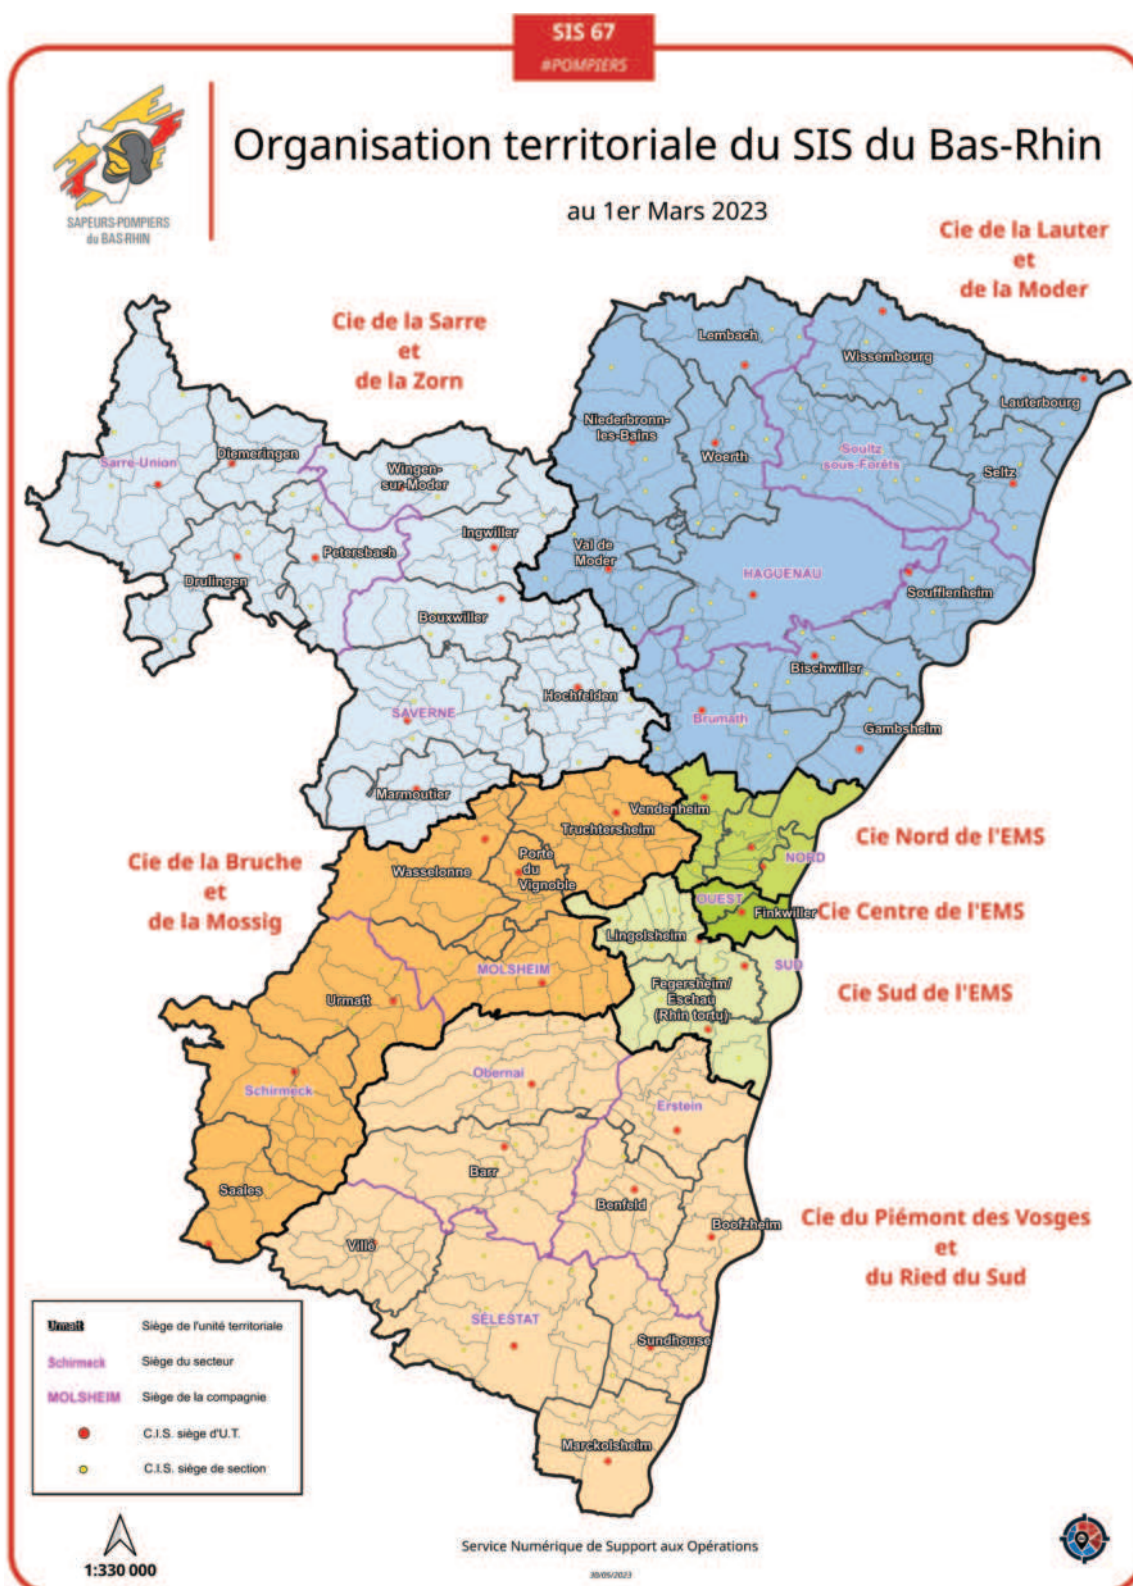 SIS 67
#POMPIERS
SAPEURS-POMPIERS
du BAS-RHIN
Organisation territoriale du SIS du Bas-Rhin
au 1er Mars 2023
Cie de la Lauter
et
de la Moder
Cie de la Sarre
et
de la Zorn
Lembach
Wissembourg
Lauterbourg
Niederbronn-
les-Bains
Woerth
Soultz
sous-Forêts
Seltz
Sarre-Union
Diemeringen
Wingen-
sur-Moder
Ingwiller
Petersbach
Drulingen
Val de
Moder
HAGUENAU
Soufflenheim
Bouxwiller
Bischwiller
Hochfelden
SAVERNE
Brumath
Gambsheim
Marmoutier
Vendenheim
Truchtersheim
Cie Nord de l'EMS
NORD
Cie de la Bruche
et
de la Mossig
Wasselonne
Porte
du
Vignoble
OUEST
Finkwiller
Cie Centre de l'EMS
Lingolsheim
SUD
MOLSHEIM
Fegersheim/
Eschau
(Rhin tortu)
Cie Sud de l'EMS
Urmatt
Schirmeck
Obernai
Erstein
Barr
Saales
Benfeld
Boofzheim
Villé
Cie du Piémont des Vosges
et
du Ried du Sud
SÉLESTAT
Sundhouse
Marckolsheim
Urmatt Siège de l'unité territoriale
Schirmeck Siège du secteur
MOLSHEIM Siège de la compagnie
C.I.S. siège d'U.T.
C.I.S. siège de section
1:330 000
Service Numérique de Support aux Opérations
30/05/2023